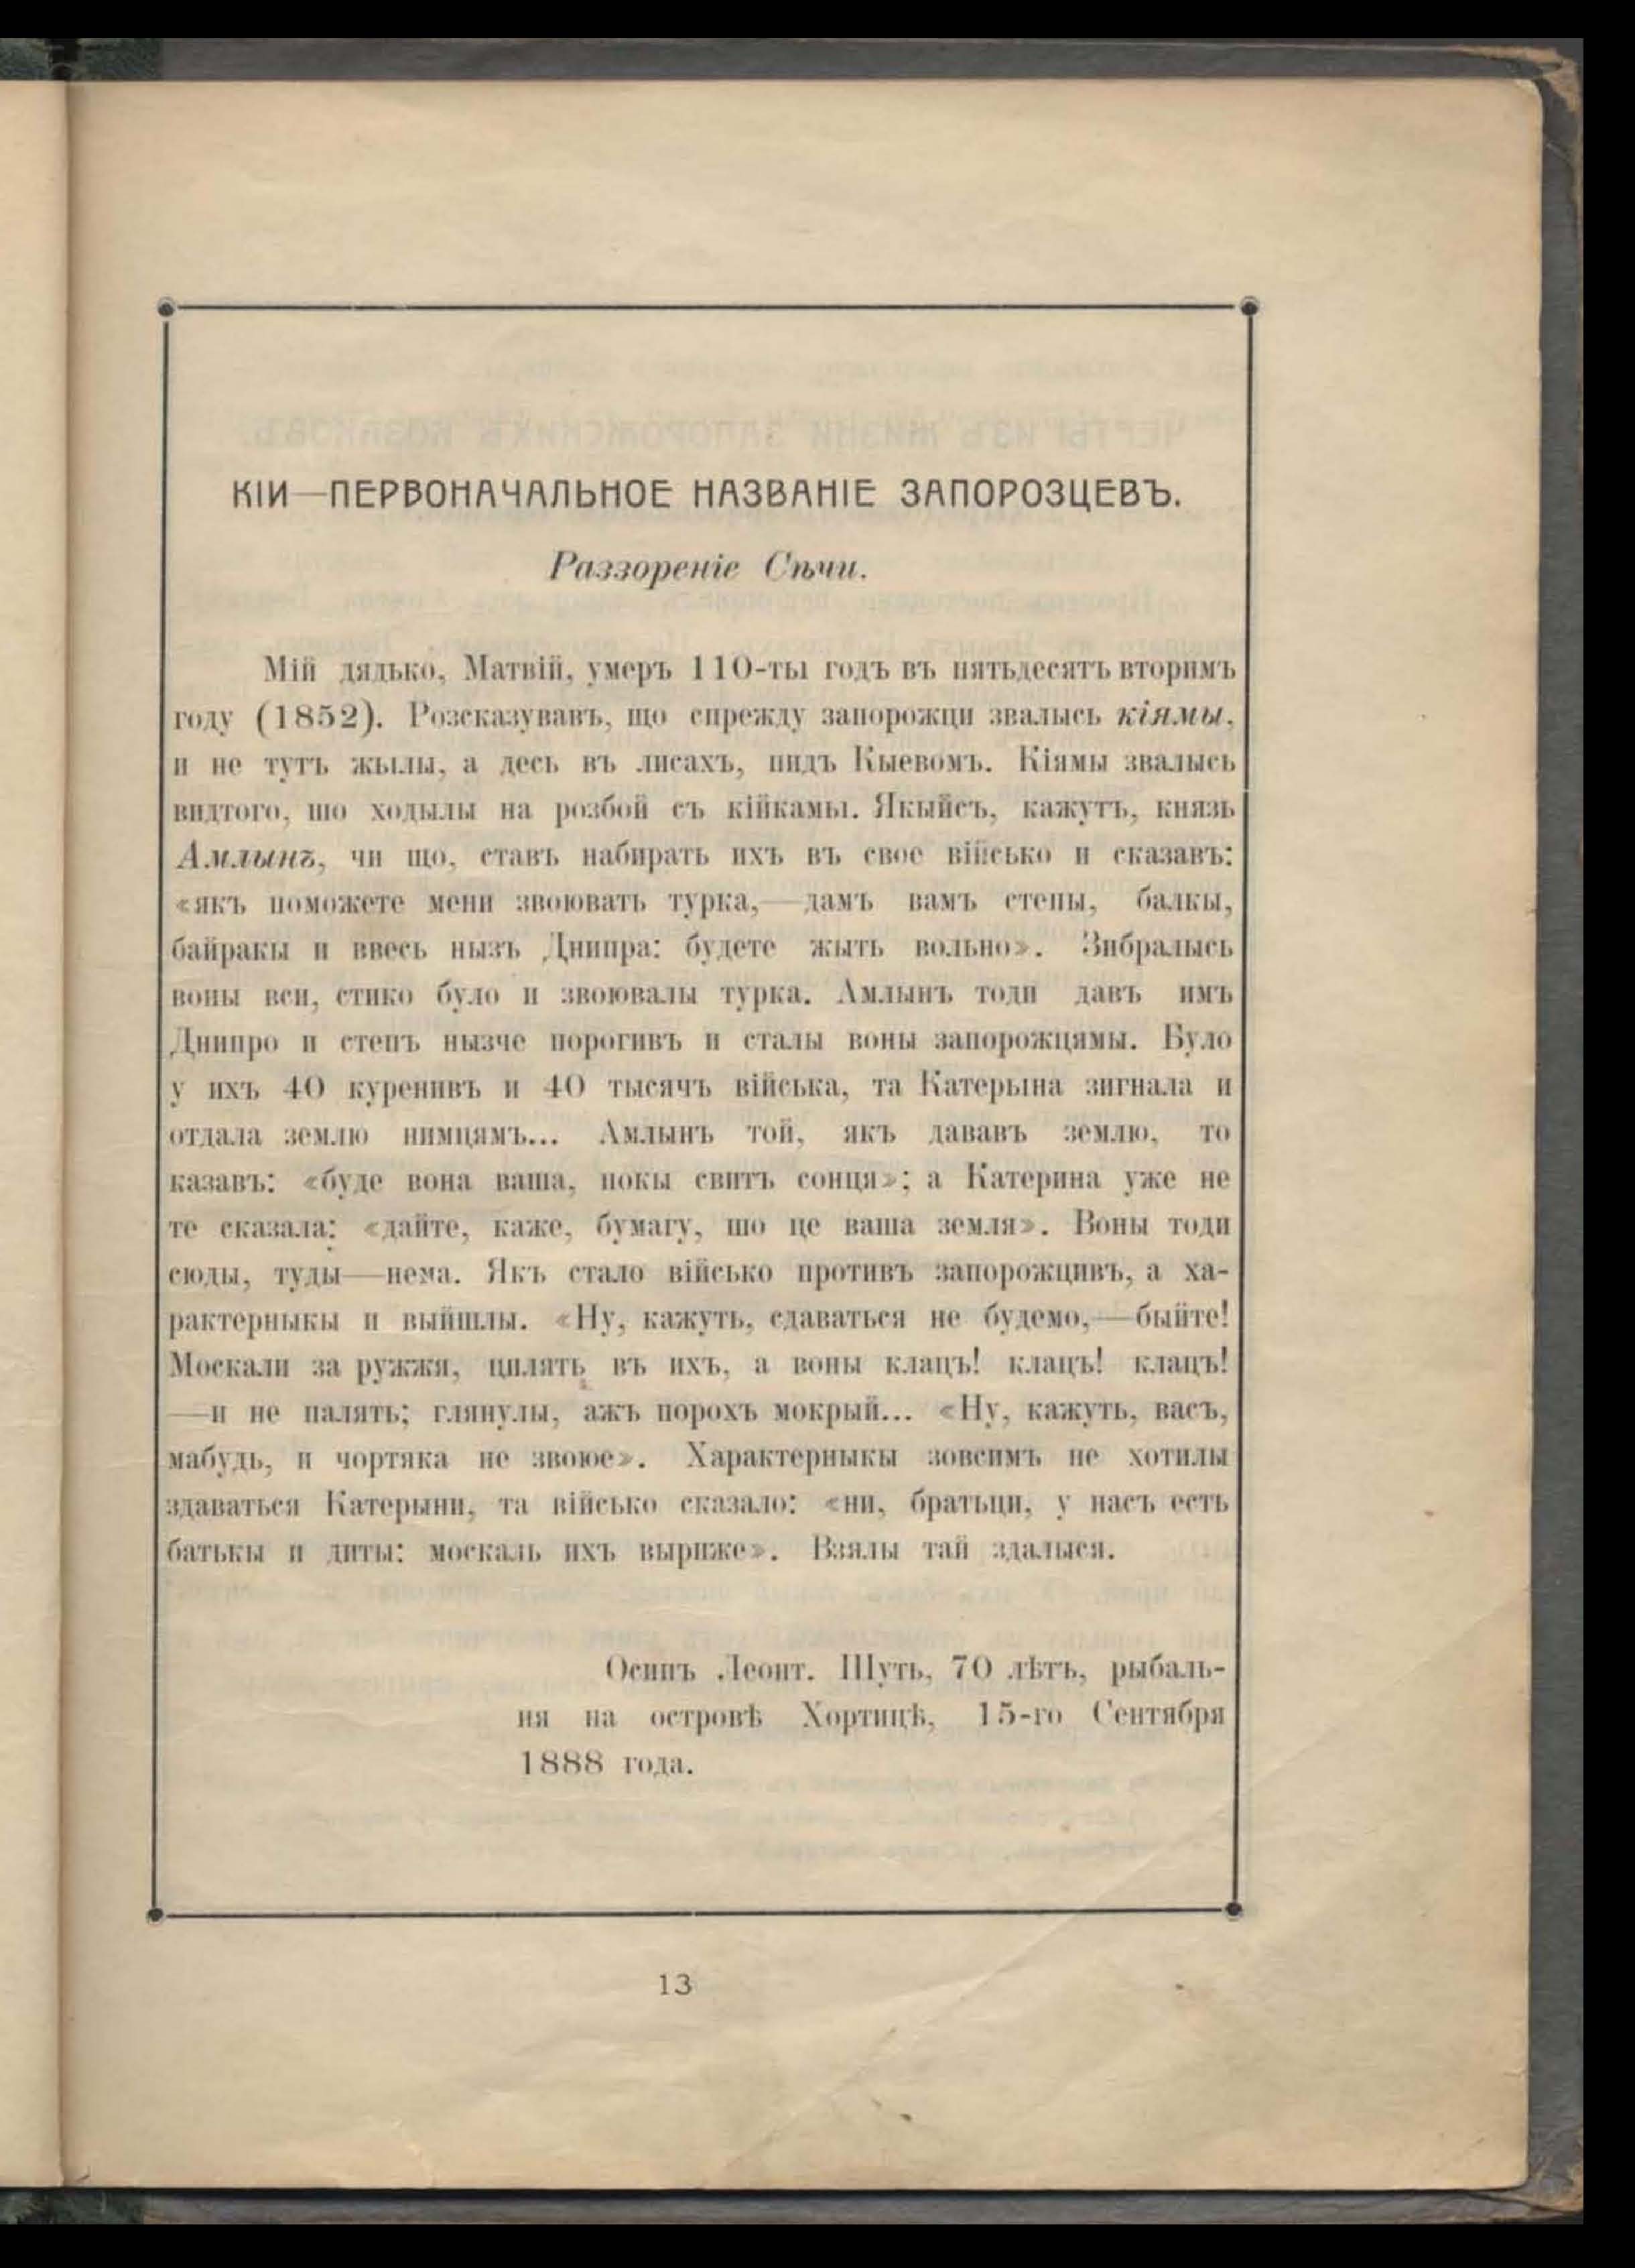 КІИ—ПЕРВОНАЧАЛЬНОЕ НАЗВАНІЕ ЗАПОРОЗЦЕВЪ.
Раззореніе Сѣчи.
Мій дядько, Матвій, умеръ 110-ты годъ въ пятьдесятъ вторимъ
году (1852). Розсказувавъ, що спрежду запорожци звалысь кіямы,
и не тутъ жылы, а десь въ лисахъ, пидъ Кыевомъ. Кіямы звалысь
видтого, шо ходылы на розбой съ кійкамы. Якыйсъ, кажуть, князь
Амлынъ, чи що, ставъ набирать ихъ въ свое військо и сказавъ:
«якъ поможете мени звоювать турка,—дамъ вамъ степы, балкы,
байракы и ввесь нызъ Днипра: будете жыть вольно». Зибралысь
воны вси, стико було и звоювалы турка. Амлынъ тоди давъ имъ
Днипро и степъ нызче порогивъ и сталы воны запорожцямы. Було
у ихъ 40 куренивъ и 40 тысячъ війська, та Катерына зигнала и
отдала землю нимцямъ... Амлынъ той, якъ дававъ землю, то
казавъ: «буде вона ваша, покы свитъ сонця»; а Катерина уже не
те сказала: «дайте, каже, бумагу, шо це ваша земля». Воны тоди
сюды, туды—нема. Якъ стало військо противъ запорожцивъ, а ха-
рактерныкы и выйшлы. «Ну, кажуть, сдаваться не будемо,—быйте!
Москали за ружжя, цилять въ ихъ, а воны клацъ! клацъ! клацъ!
—и не палять; глянулы, ажъ порохъ мокрый... «Ну, кажуть, васъ,
мабудь, и чортяка не звоюе». Характерныкы зовсимъ не хотилы
здаваться Катерыни, та військо сказало: «ни, братьци, у насъ есть
батькы и диты: москаль ихъ выриже». Взялы тай здалыся.
Осипъ Леонт. Шуть, 70 лѣтъ, рыбаль-
ня на островѣ Хортицѣ, 15-го Сентября
1888 года.
13